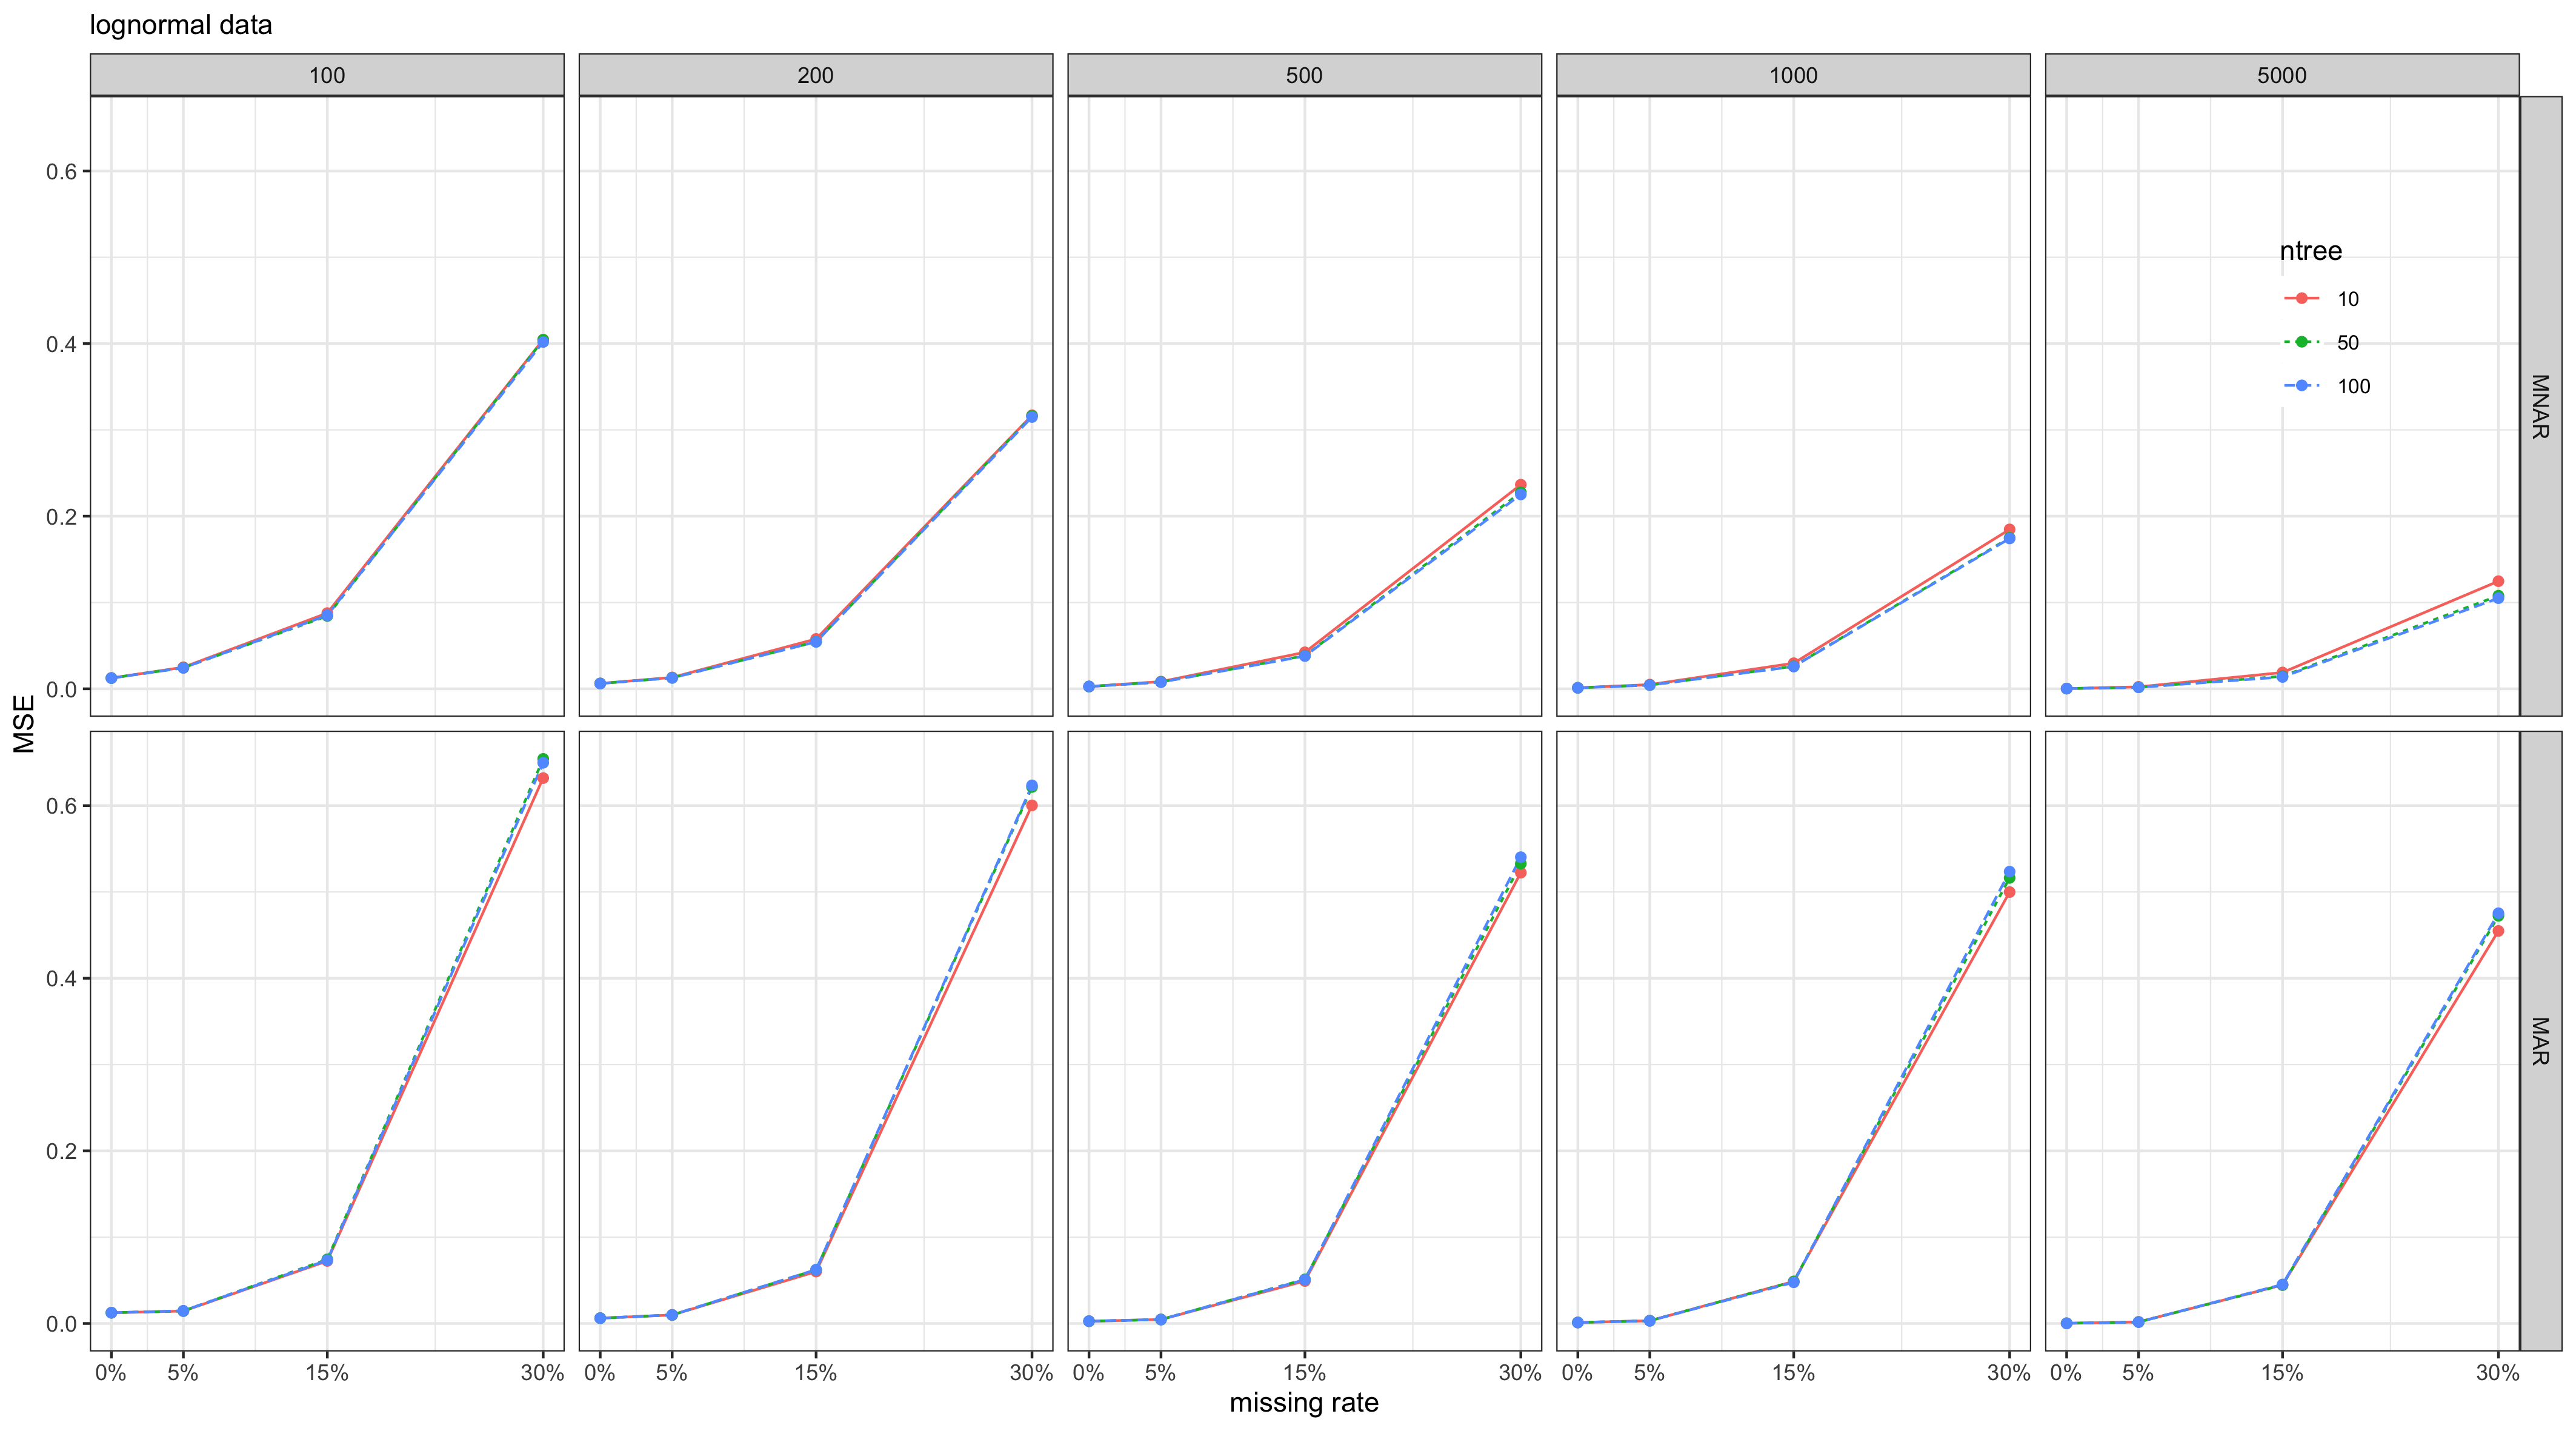 lognormal data
100 200 500 1000 5000
0.6
0.4
0.2
0.0
ntree
10
50
100
MNAR
MSE
0.6
0.4
0.2
0.0
MAR
0% 5% 15% 30% 0% 5% 15% 30% 0% 5% 15% 30% 0% 5% 15% 30% 0% 5% 15% 30%
missing rate